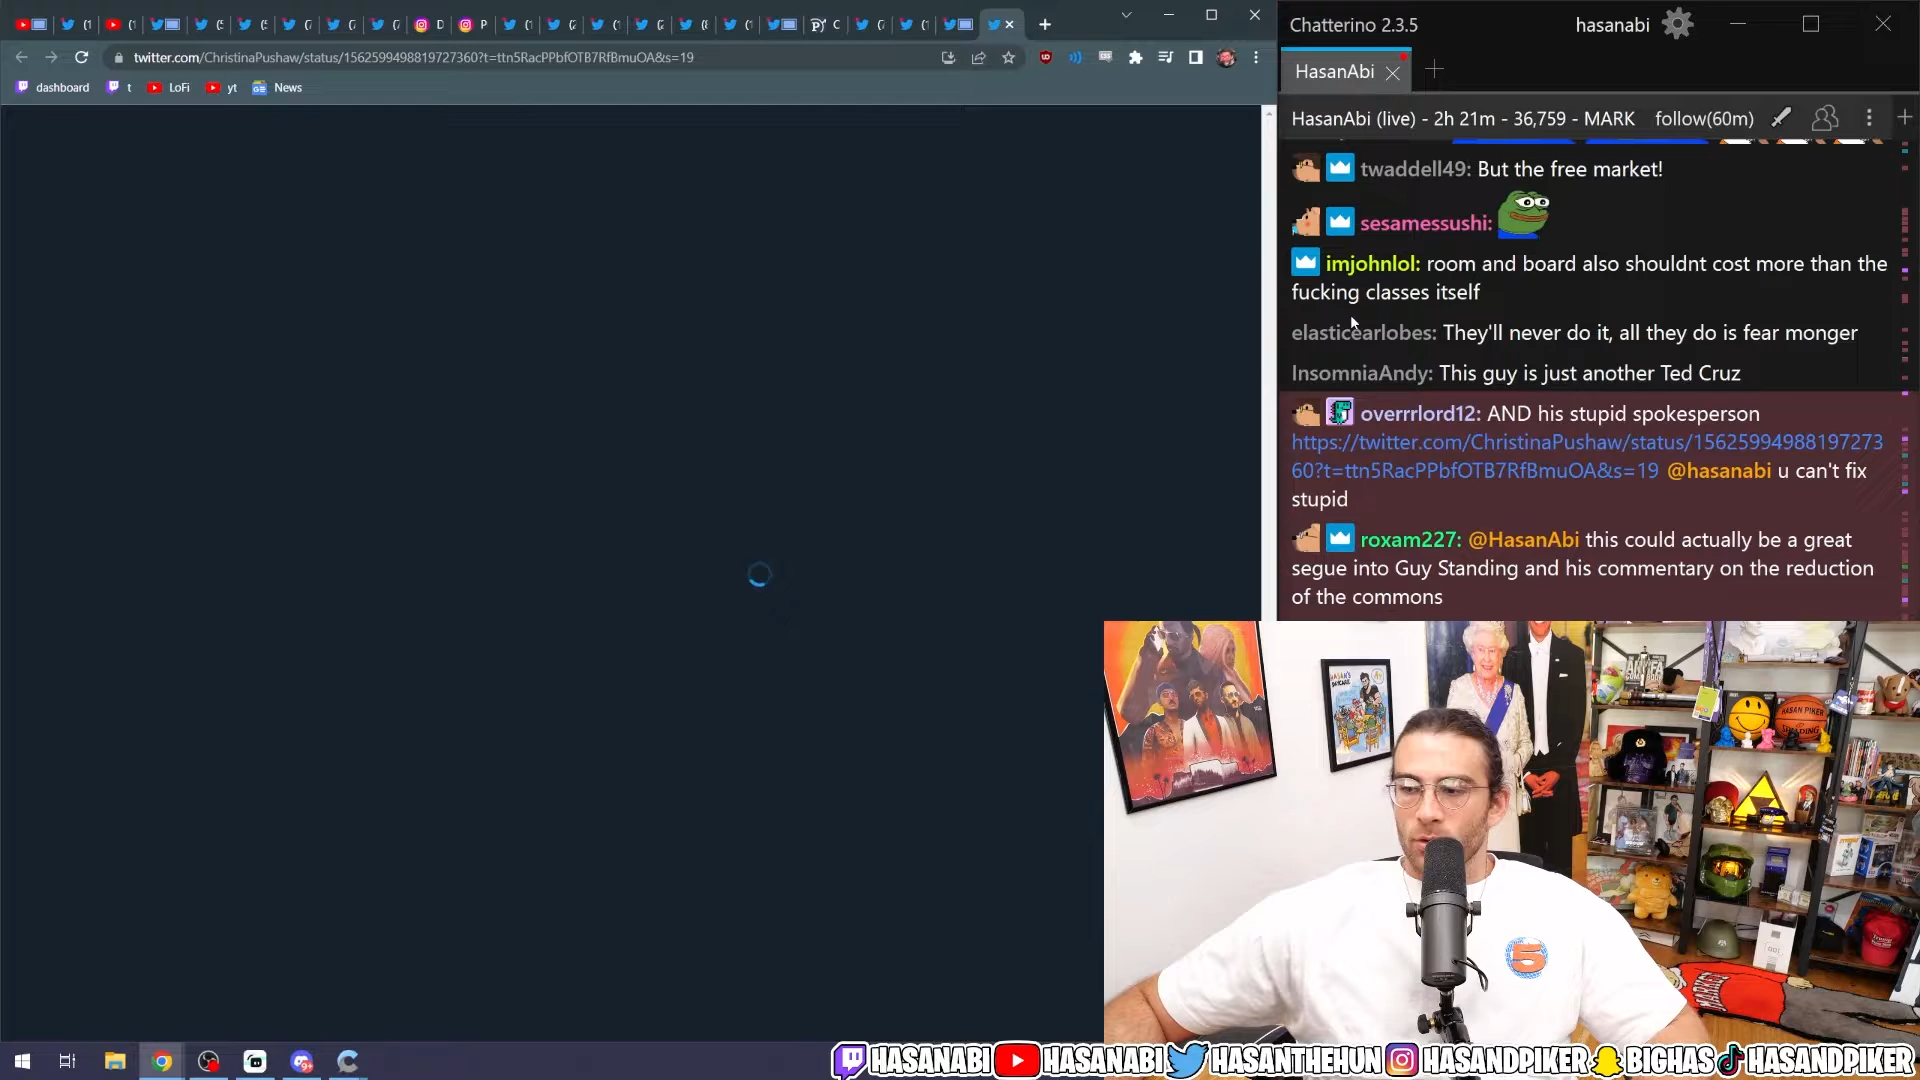 Chatterino 2.3.5
hasanabi
twitter.com/ChristinaPushaw/status/1562599498819727360?t=ttn5RacPPbfOTB7RfBmuOA&s=19
dashboard
t
LoFi
yt
News
HasanAbi
HasanAbi (live) - 2h 21m - 36,759 - MARK
follow(60m)
twaddell49: But the free market!
sesamessushi:
imjohnlol: room and board also shouldnt cost more than the
fucking classes itself
elasticearlobes: They'll never do it, all they do is fear monger
InsomniaAndy: This guy is just another Ted Cruz
overrrlord12: AND his stupid spokesperson
https://twitter.com/ChristinaPushaw/status/15625994988197273
60?t=ttn5RacPPbfOTB7RfBmuOA&s=19 @hasanabi u can't fix
stupid
roxam227: @HasanAbi this could actually be a great
segue into Guy Standing and his commentary on the reduction
of the commons
HASAN PIKER
5
HASANABI
HASANABI
HASANTHEHUN
HASANDPIKER
BIGHAS
HASANDPIKER